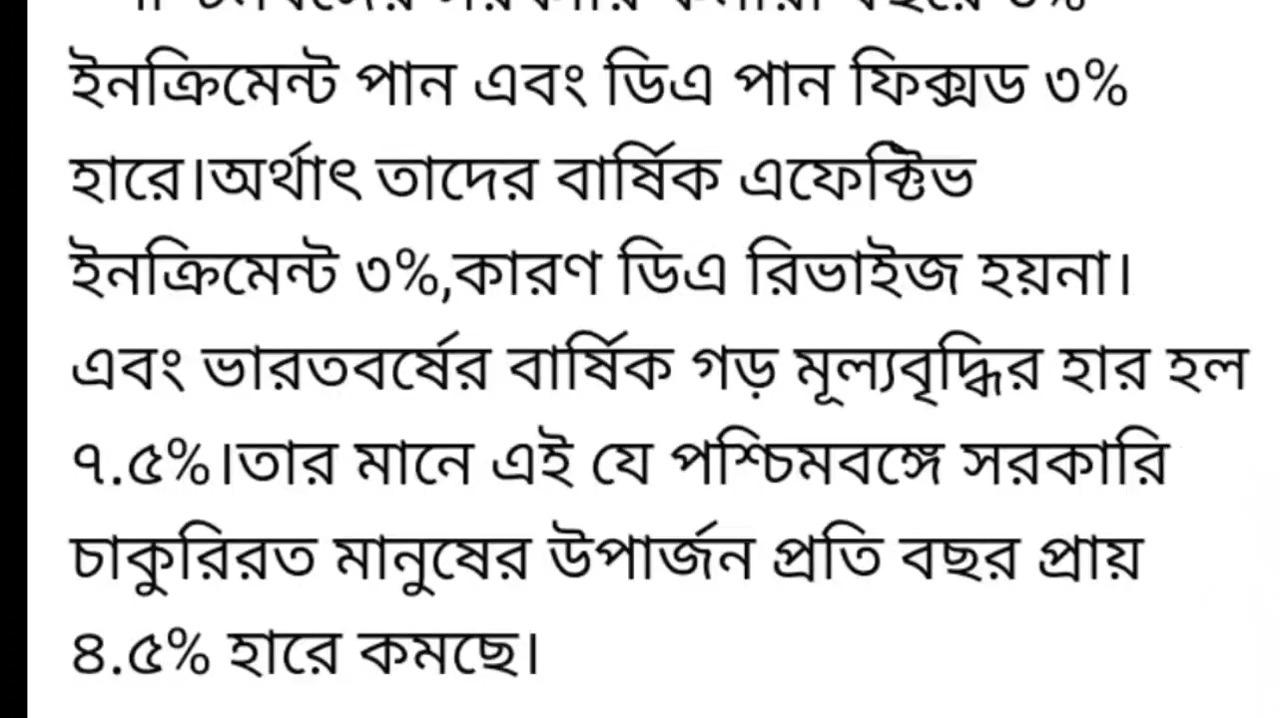 ইনক্রিমেন্ট পান এবং ডিএ পান ফিক্সড ৩%
হারে।অর্থাৎ তাদের বার্ষিক এফেক্টিভ
ইনক্রিমেন্ট ৩%,কারণ ডিএ রিভাইজ হয়না।
এবং ভারতবর্ষের বার্ষিক গড় মূল্যবৃদ্ধির হার হল
৭.৫%।তার মানে এই যে পশ্চিমবঙ্গে সরকারি
চাকুরিরত মানুষের উপার্জন প্রতি বছর প্রায়
৪.৫% হারে কমছে।